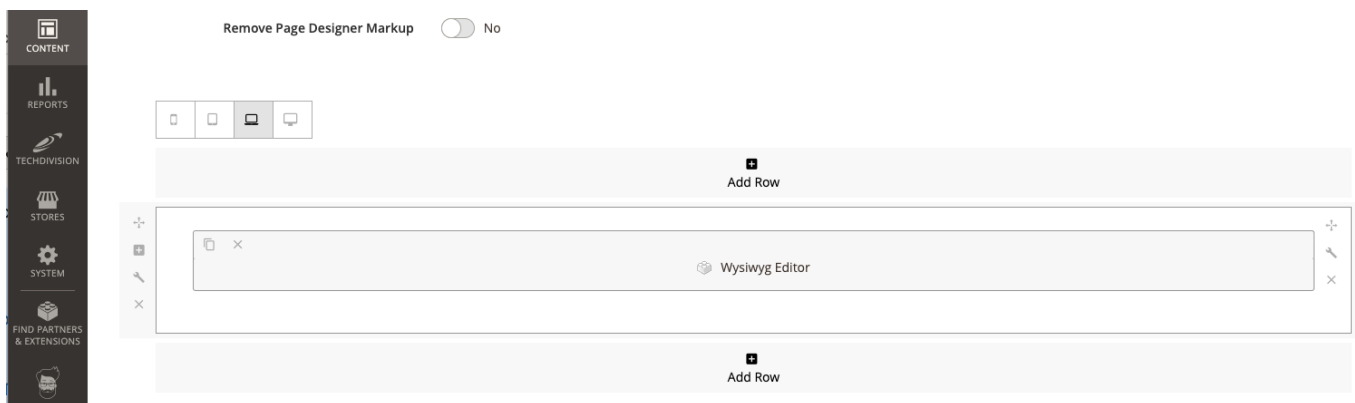 Remove Page Designer Markup No
CONTENT
REPORTS
TECHDIVISION
STORES
SYSTEM
FIND PARTNERS
& EXTENSIONS
Add Row
Wysiwyg Editor
Add Row